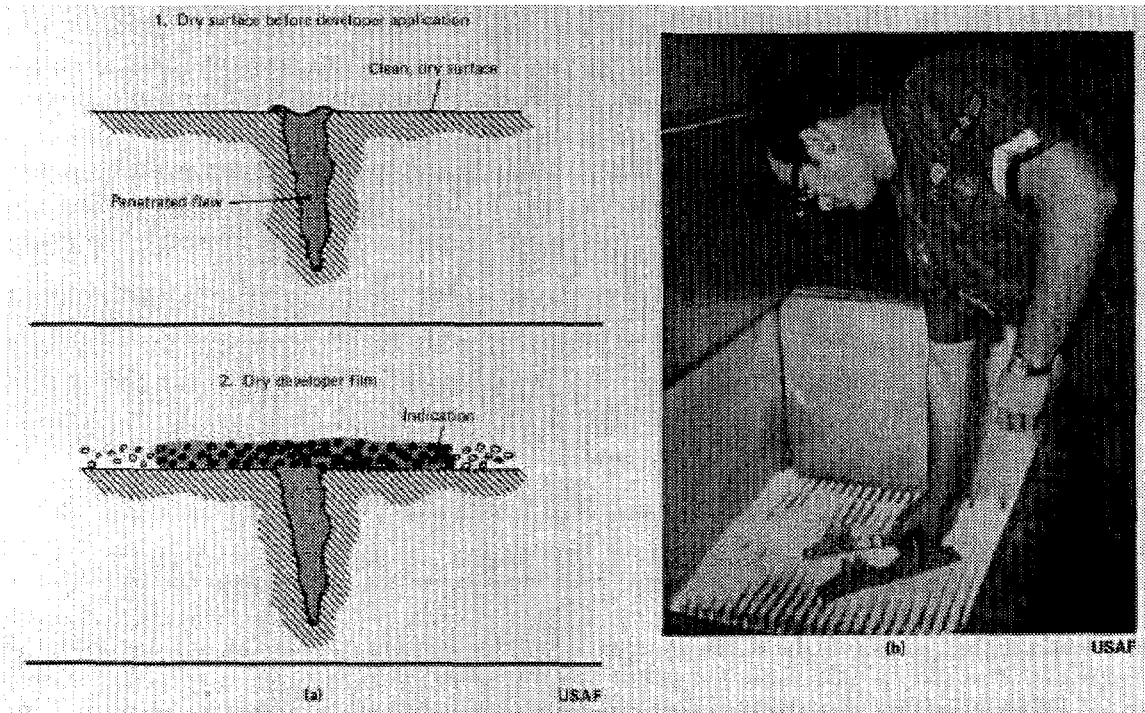 1. Dry surface before developer application
Clean, dry surface
Penetrated flaw
2. Dry developer film
Indication
(a)
USAF
(b)
USAF